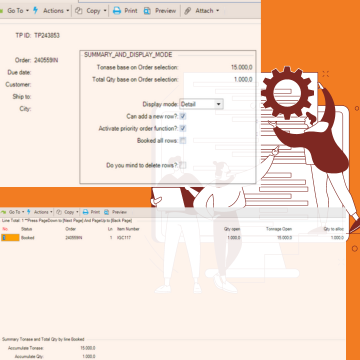 Go To Actions Copy Print Preview Attach
TP ID: TP243853
SUMMARY_AND_DISPLAY_MODE
Order: 240559IN
Tonase base on Order selection: 15.000,0
Due date:
Total Qty base on Order selection: 1.000,0
Customer:
Ship to:
Display mode: Detail
City:
Can add a new row?
Activate priority order function?
Booked all rows
Do you mind to delete rows?
Go To Actions Copy Print Preview
Line Total: 1 **Press PageDown to [Next Page] And PageUp to [Back Page]
No Status Order Ln Item Number Qty open Tonnage Open Qty to alloc
Booked 240559IN 1 IGC177 1.000,0 15.000,0 1.000,0
Summary Tonase and Total Qty by line Booked
Accumulate Tonase: 15.000,0
Accumulate Qty: 1.000,0